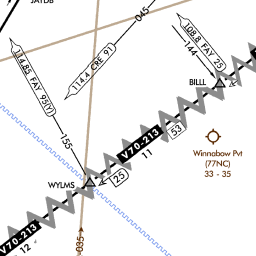 JAYDB
045
108.8 FAY 25
114.85 FAY 95(Y)
114.4 CRE 91
144
BILLL
155
V70-213
53
11
Winnabow Pvt
(77NC)
33 - 35
WYLMS
25
V70-213
12
035